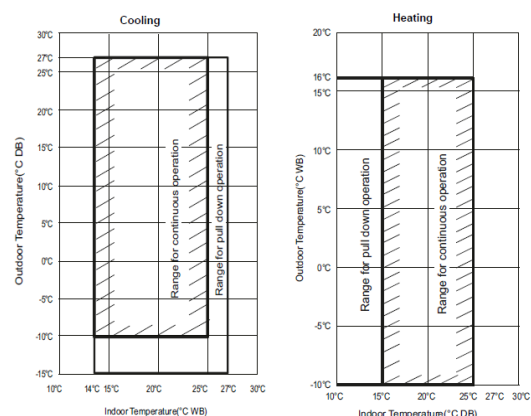 Cooling
Outdoor Temperature(°C DB)
30°C
27°C
25°C
20°C
15°C
10°C
5°C
0°C
-5°C
-10°C
-15°C
Range for continuous operation
Range for pull down operation
10°C 14°C 15°C 20°C 25°C 27°C 30°C
Indoor Temperature(°C WB)
Heating
Outdoor Temperature(°C WB)
20°C
16°C
15°C
10°C
5°C
0°C
-5°C
-10°C
Range for pull down operation
Range for continuous operation
10°C 15°C 20°C 25°C 30°C
Indoor Temperature(°C DB)